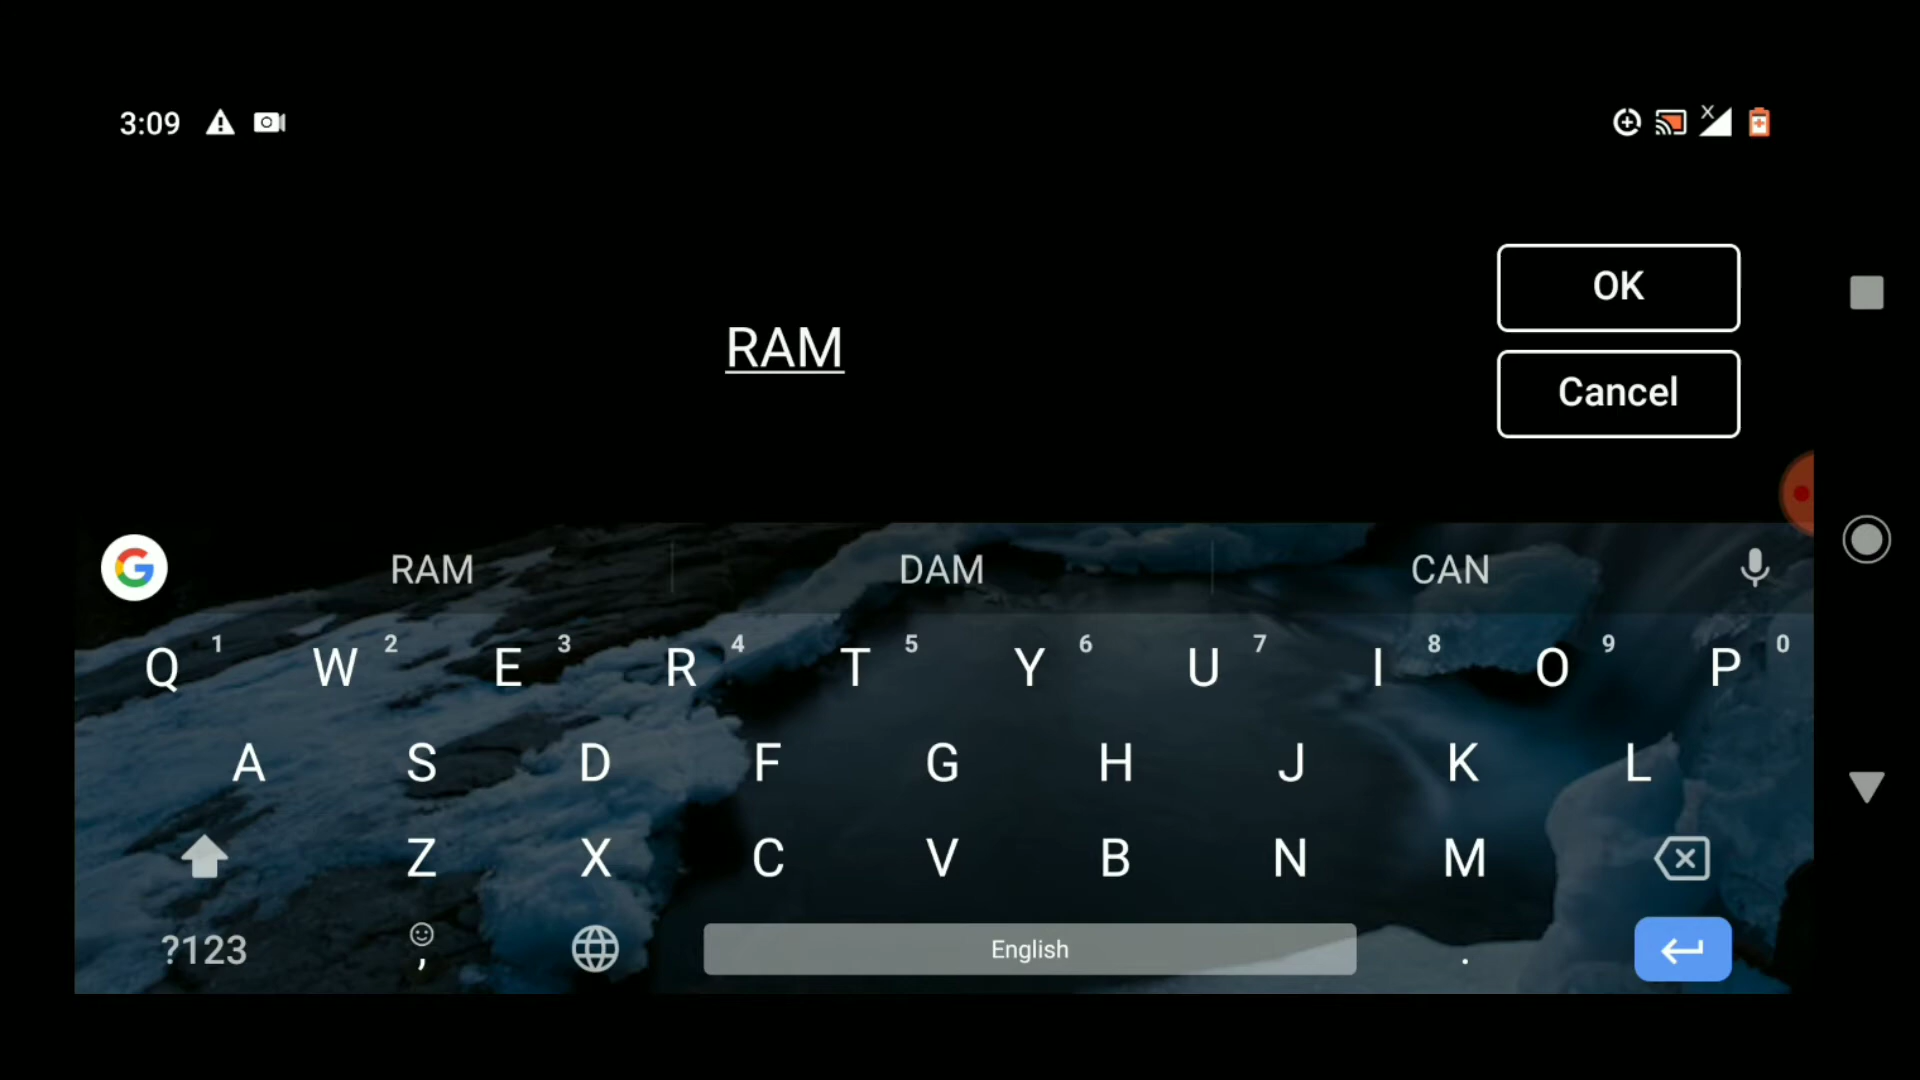 3:09
OK
RAM
Cancel
RAM DAM CAN
Q 1 W 2 E 3 R 4 T 5 Y 6 U 7 I 8 O 9 P 0
A S D F G H J K L
Z X C V B N M
?123 , English .